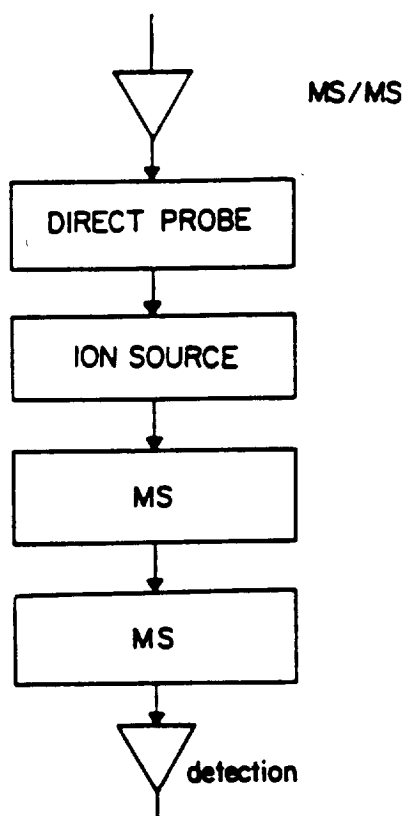 MS/MS
DIRECT PROBE
ION SOURCE
MS
MS
detection